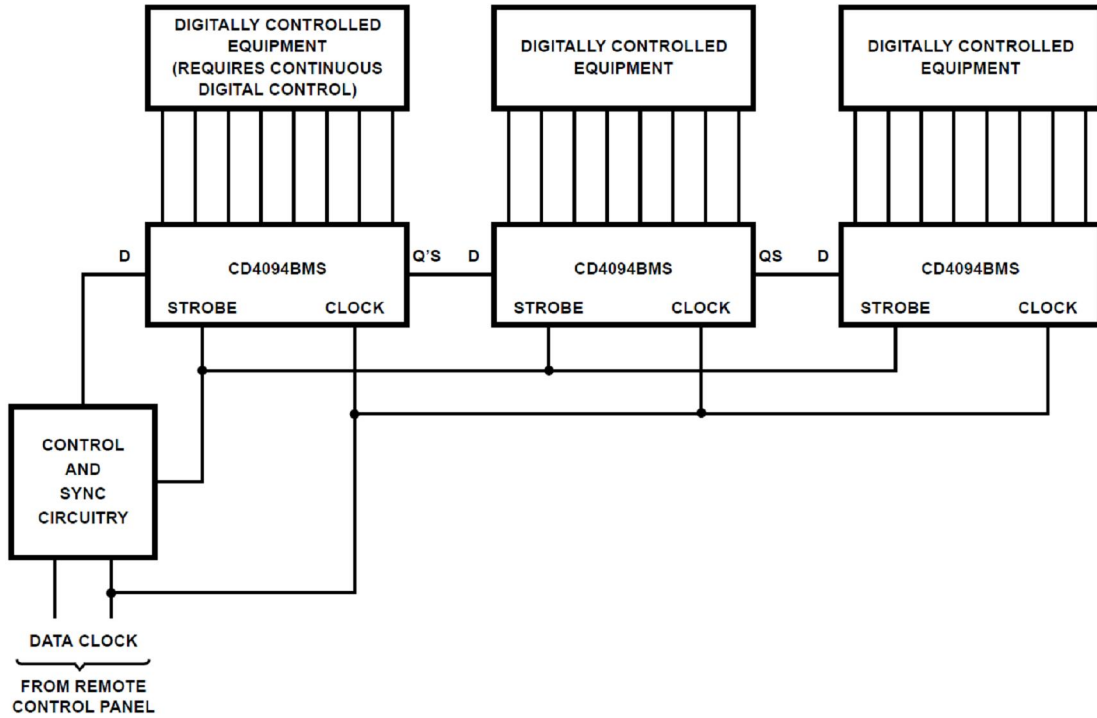 DIGITALLY CONTROLLED
EQUIPMENT
(REQUIRES CONTINUOUS
DIGITAL CONTROL)
DIGITALLY CONTROLLED
EQUIPMENT
DIGITALLY CONTROLLED
EQUIPMENT
D
CD4094BMS
STROBE
CLOCK
Q'S
D
CD4094BMS
STROBE
CLOCK
QS
D
CD4094BMS
STROBE
CLOCK
CONTROL
AND
SYNC
CIRCUITRY
DATA CLOCK
FROM REMOTE
CONTROL PANEL